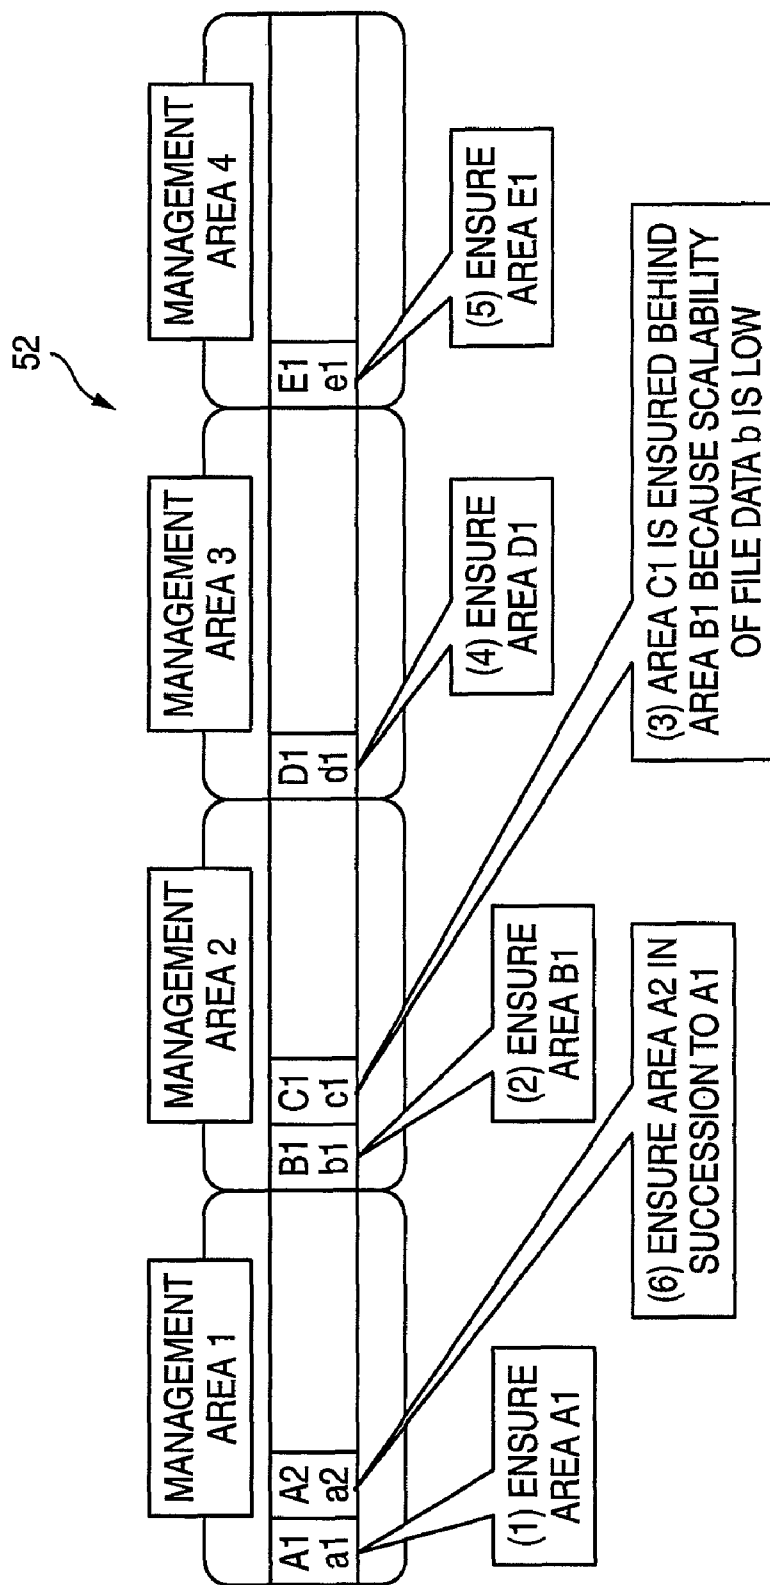 52
MANAGEMENT
AREA 1
MANAGEMENT
AREA 2
MANAGEMENT
AREA 3
MANAGEMENT
AREA 4
A1
a1
A2
a2
B1
b1
C1
c1
D1
d1
E1
e1
(1) ENSURE
AREA A1
(2) ENSURE
AREA B1
(4) ENSURE
AREA D1
(5) ENSURE
AREA E1
(6) ENSURE AREA A2 IN
SUCCESSION TO A1
(3) AREA C1 IS ENSURED BEHIND
AREA B1 BECAUSE SCALABILITY
OF FILE DATA b IS LOW